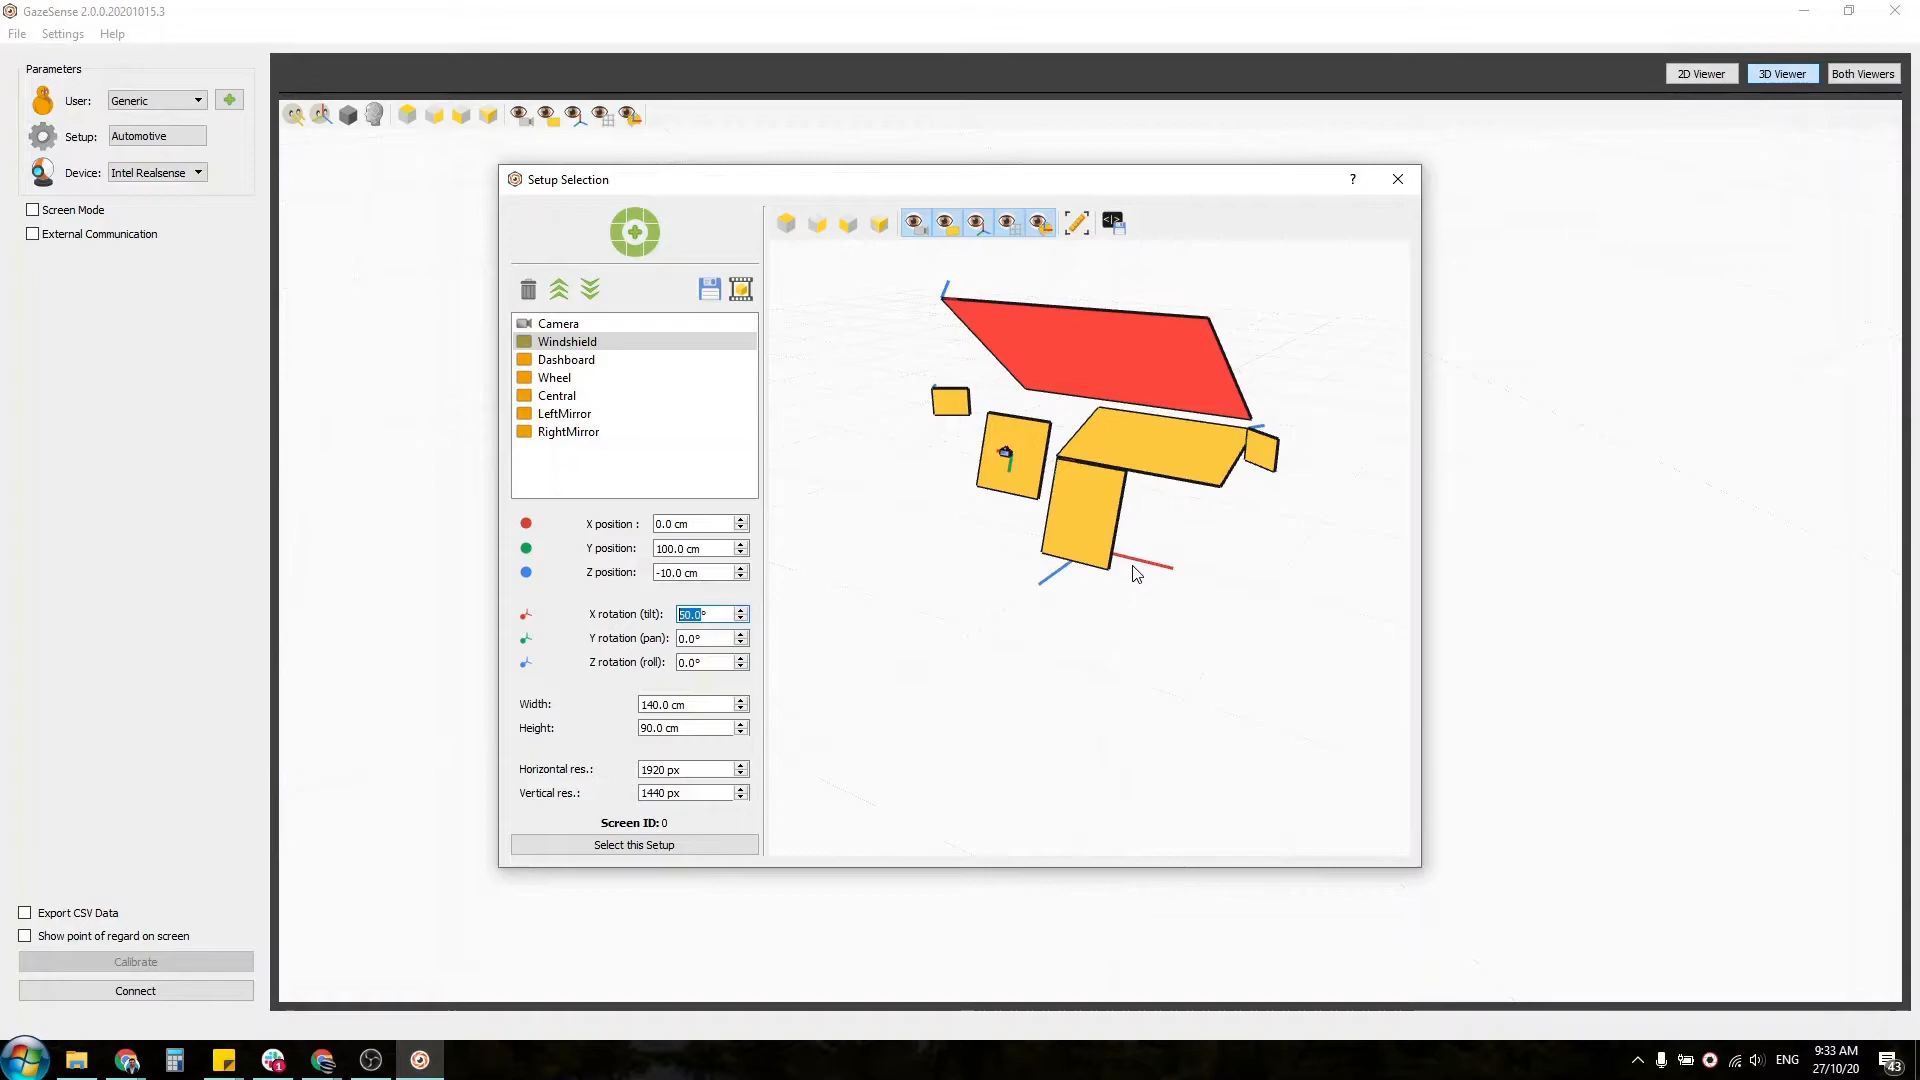 GazeSense 2.0.0.20201015.3
File Settings Help
Parameters
User: Generic
Setup: Automotive
Device: Intel Realsense
Screen Mode
External Communication
2D Viewer 3D Viewer Both Viewers
Setup Selection
?
Camera
Windshield
Dashboard
Wheel
Central
LeftMirror
RightMirror
X position : 0.0 cm
Y position: 100.0 cm
Z position: -10.0 cm
X rotation (tilt): 50.0°
Y rotation (pan): 0.0°
Z rotation (roll): 0.0°
Width: 140.0 cm
Height: 90.0 cm
Horizontal res.: 1920 px
Vertical res.: 1440 px
Screen ID: 0
Select this Setup
Export CSV Data
Show point of regard on screen
Calibrate
Connect
1
ENG
9:33 AM
27/10/20
43